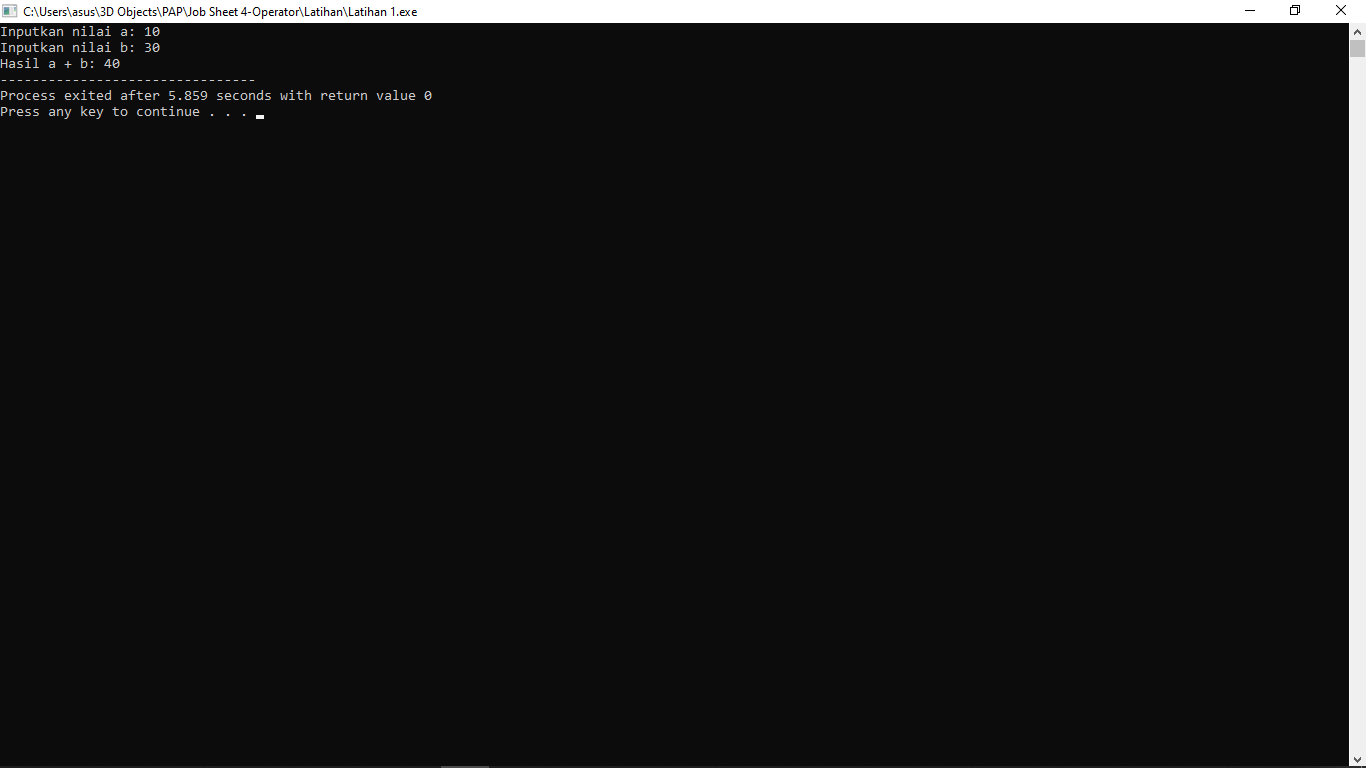 C:\Users\asus\3D Objects\PAP\Job Sheet 4-Operator\Latihan\Latihan 1.exe
Inputkan nilai a: 10
Inputkan nilai b: 30
Hasil a + b: 40
--------------------------------
Process exited after 5.859 seconds with return value 0
Press any key to continue . . .